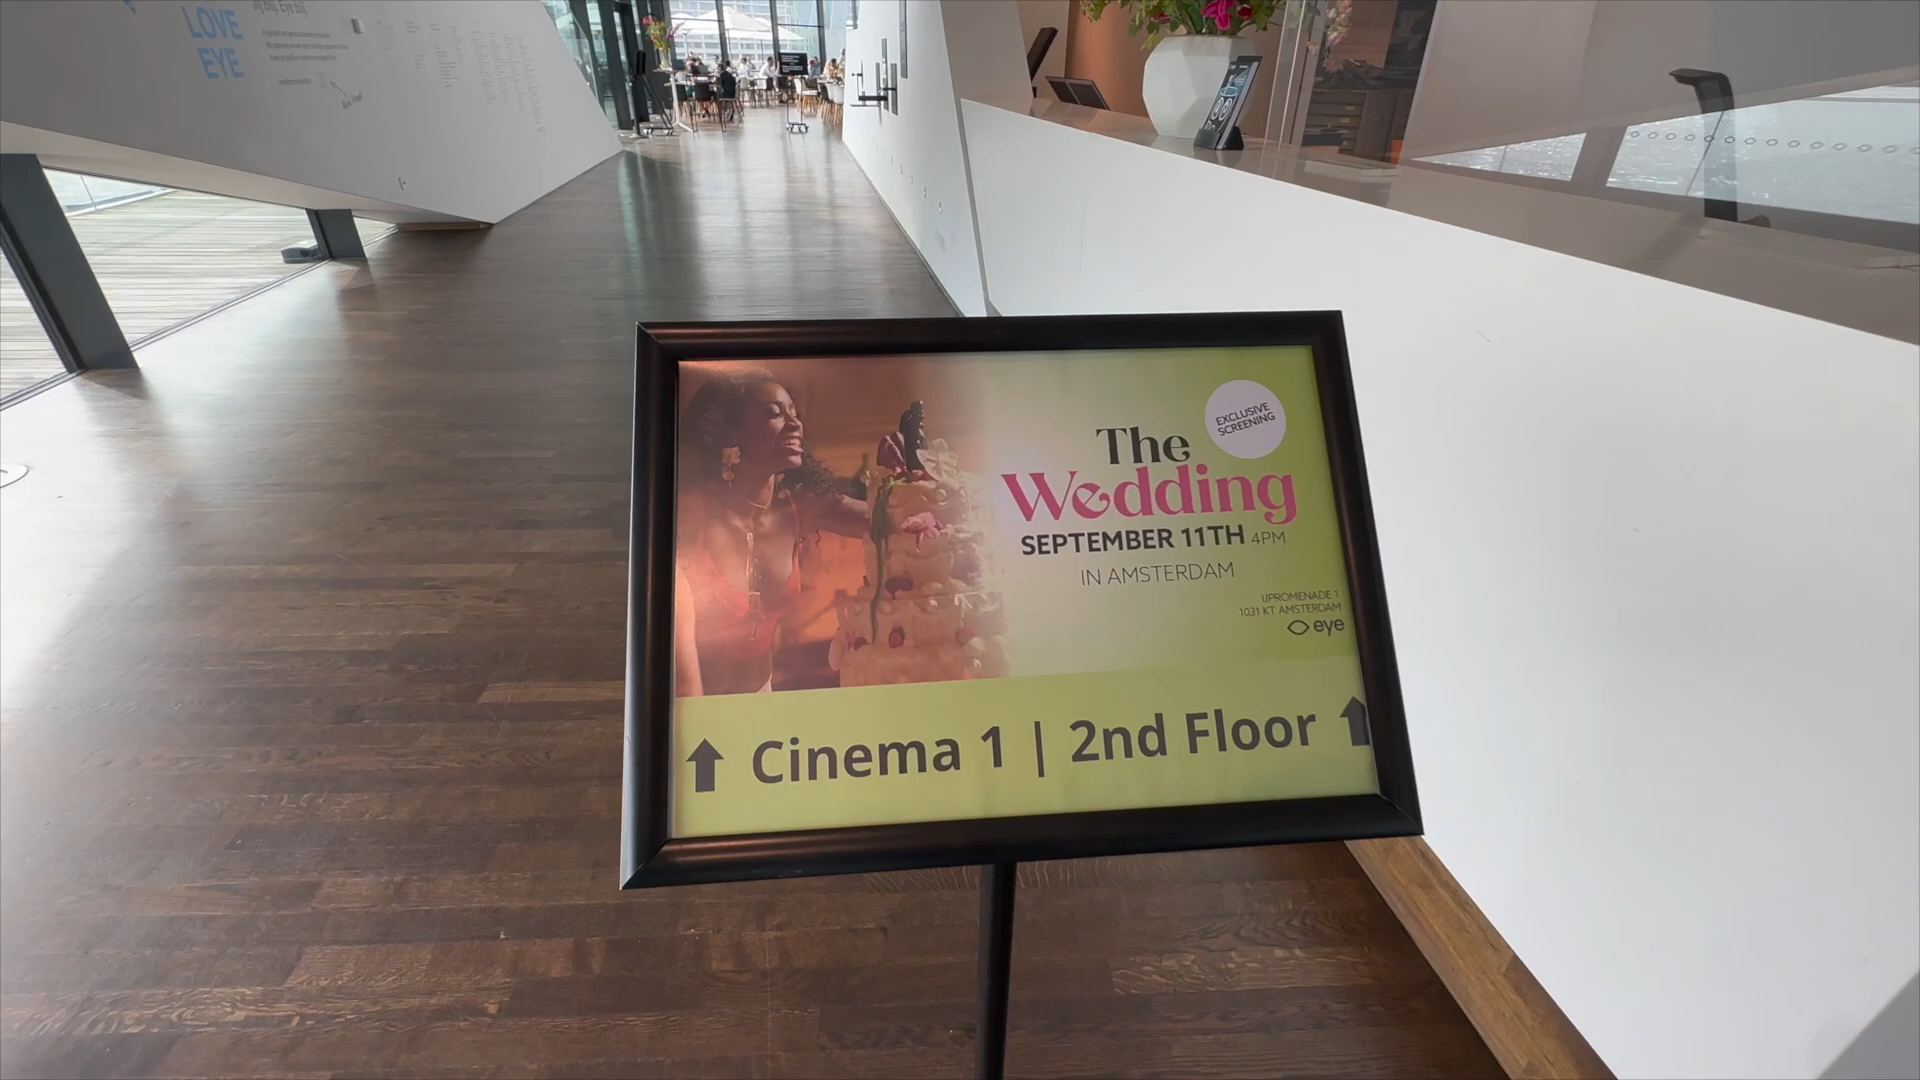 LOVE
EYE
EXCLUSIVE
SCREENING
The
Wedding
SEPTEMBER 11TH 4PM
IN AMSTERDAM
IJPROMENADE 1
1031 KT AMSTERDAM
eye
Cinema 1 | 2nd Floor